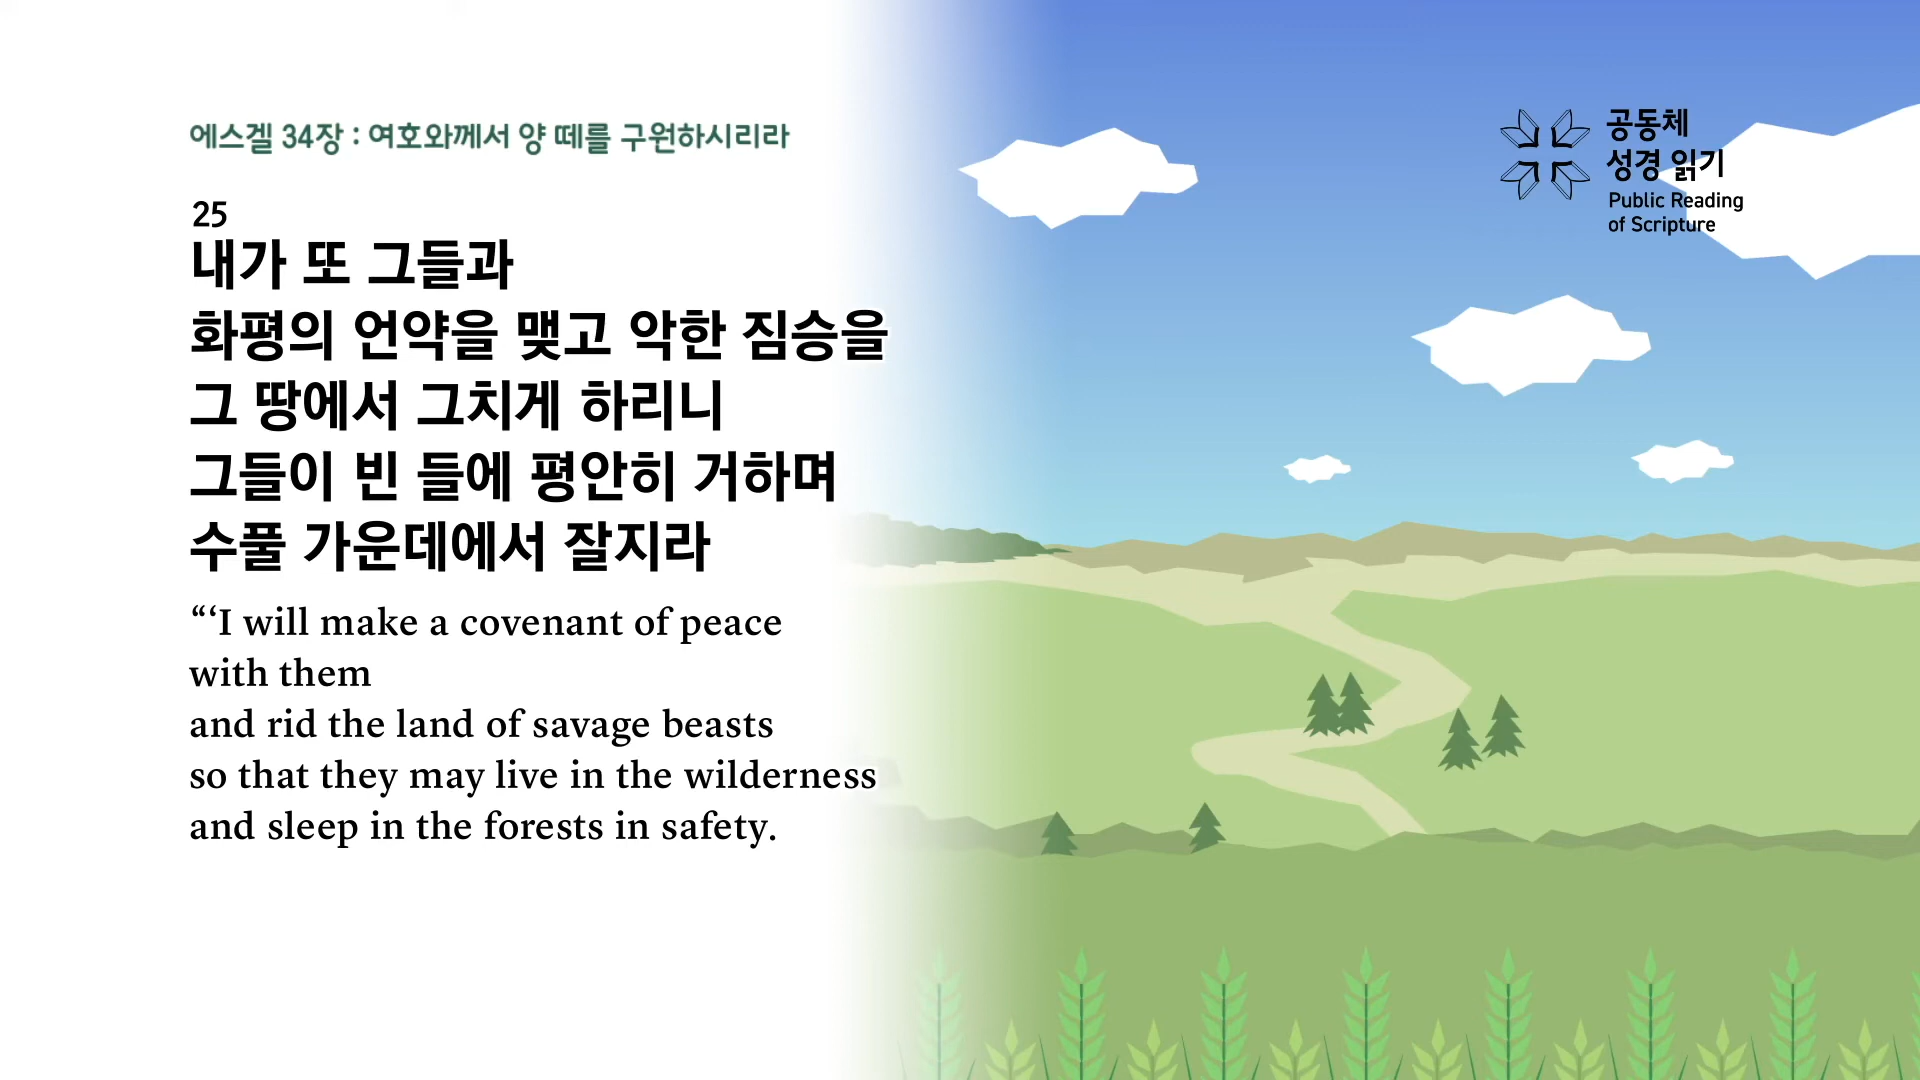 에스겔 34장 : 여호와께서 양 떼를 구원하시리라
25
내가 또 그들과
화평의 언약을 맺고 악한 짐승을
그 땅에서 그치게 하리니
그들이 빈 들에 평안히 거하며
수풀 가운데에서 잘지라
“‘I will make a covenant of peace
with them
and rid the land of savage beasts
so that they may live in the wilderness
and sleep in the forests in safety.
공동체
성경 읽기
Public Reading
of Scripture